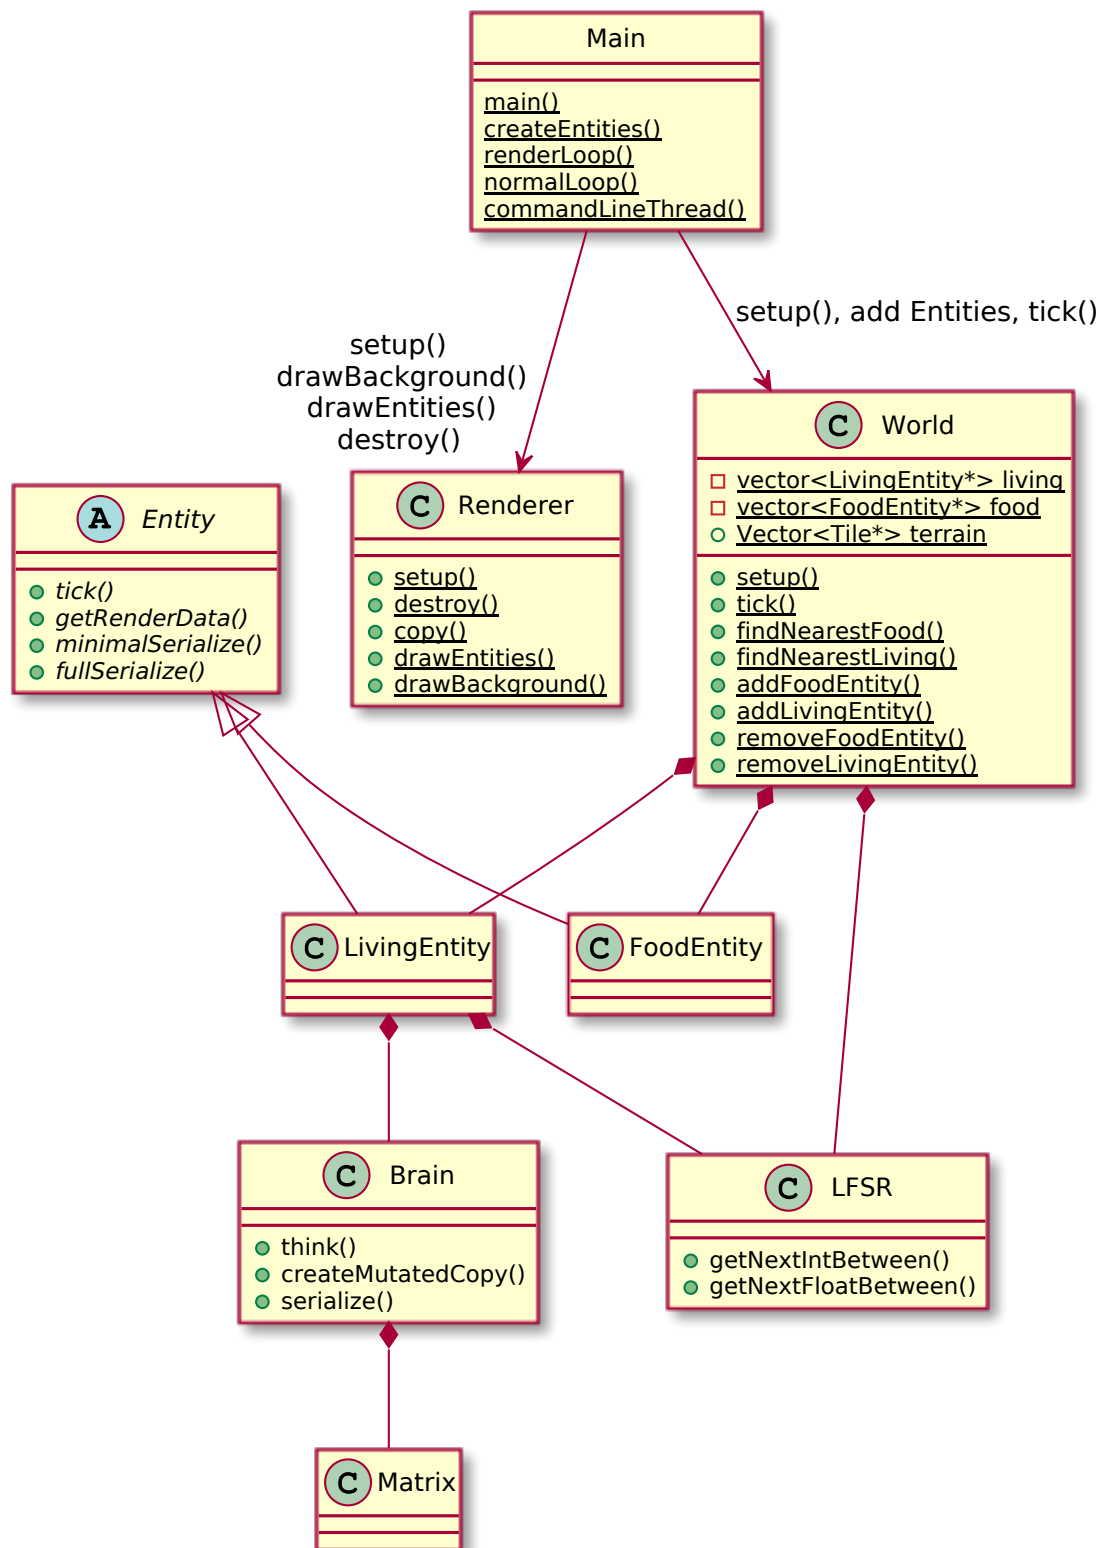 Main
main()
createEntities()
renderLoop()
normalLoop()
commandLineThread()
setup(), add Entities, tick()
setup()
drawBackground()
drawEntities()
destroy()
C World
vector<LivingEntity*> living
vector<FoodEntity*> food
Vector<Tile*> terrain
setup()
tick()
findNearestFood()
findNearestLiving()
addFoodEntity()
addLivingEntity()
removeFoodEntity()
removeLivingEntity()
A Entity
tick()
getRenderData()
minimalSerialize()
fullSerialize()
C Renderer
setup()
destroy()
copy()
drawEntities()
drawBackground()
C LivingEntity
C FoodEntity
C Brain
think()
createMutatedCopy()
serialize()
C LFSR
getNextIntBetween()
getNextFloatBetween()
C Matrix